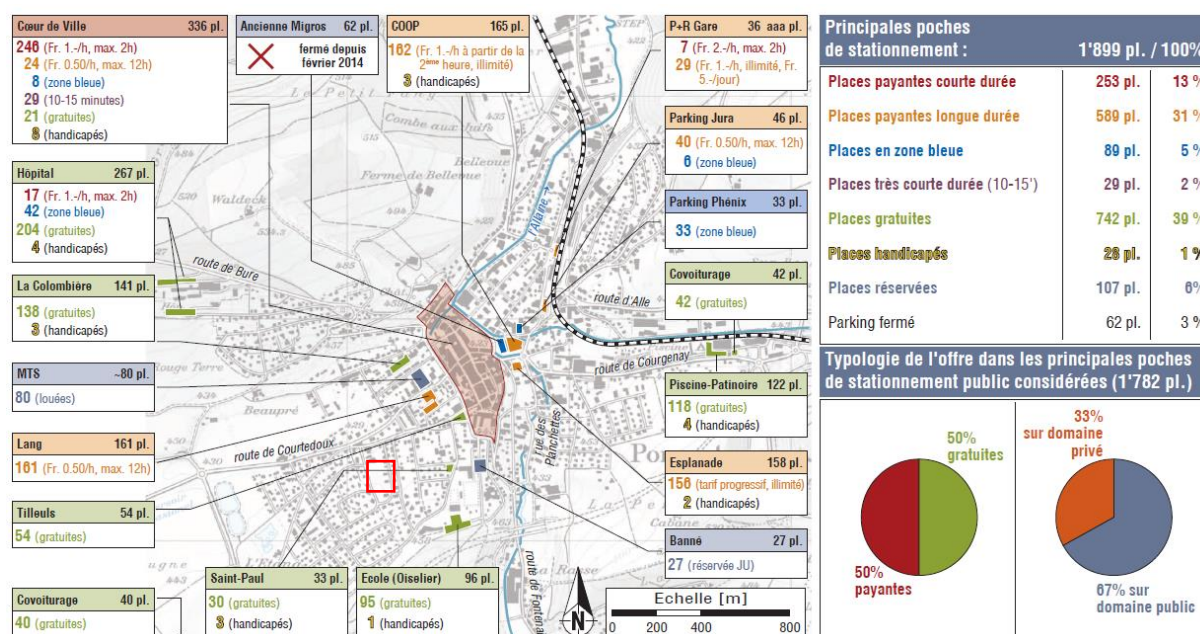 Cœur de Ville 336 pl.
246 (Fr. 1.-/h, max. 2h)
24 (Fr. 0.50/h, max. 12h)
8 (zone bleue)
29 (10-15 minutes)
21 (gratuites)
8 (handicapés)
Ancienne Migros 62 pl.
fermé depuis
février 2014
COOP 165 pl.
162 (Fr. 1.-/h à partir de la
2ème heure, illimité)
3 (handicapés)
P+R Gare 36 aaa pl.
7 (Fr. 2.-/h, max. 2h)
29 (Fr. 1.-/h, illimité, Fr.
5.-/jour)
Parking Jura 46 pl.
40 (Fr. 0.50/h, max. 12h)
6 (zone bleue)
Parking Phénix 33 pl.
33 (zone bleue)
Covoiturage 42 pl.
42 (gratuites)
Piscine-Patinoire 122 pl.
118 (gratuites)
4 (handicapés)
Esplanade 158 pl.
156 (tarif progressif, illimité)
2 (handicapés)
Banné 27 pl.
27 (réservée JU)
Hôpital 267 pl.
17 (Fr. 1.-/h, max. 2h)
42 (zone bleue)
204 (gratuites)
4 (handicapés)
La Colombière 141 pl.
138 (gratuites)
3 (handicapés)
MTS ~80 pl.
80 (louées)
Lang 161 pl.
161 (Fr. 0.50/h, max. 12h)
Tilleuls 54 pl.
54 (gratuites)
Covoiturage 40 pl.
40 (gratuites)
Saint-Paul 33 pl.
30 (gratuites)
3 (handicapés)
Ecole (Oiselier) 96 pl.
95 (gratuites)
1 (handicapés)
STEP
Combe aux Juifs
Bellevue
Ferme de Bellevue
Waldeck
l'Allaine
route de Bure
route d'Alle
route de Courgenay
Rouge Terre
Beaupré
route de Courtedoux
rue des
Planchettes
L'Etang
Cabane
route de Fontenai
N
Echelle [m]
0 200 400 800
Principales poches
de stationnement : 1'899 pl. / 100%
Places payantes courte durée 253 pl. 13 %
Places payantes longue durée 589 pl. 31 %
Places en zone bleue 89 pl. 5 %
Places très courte durée (10-15') 29 pl. 2 %
Places gratuites 742 pl. 39 %
Places handicapés 28 pl. 1 %
Places réservées 107 pl. 6%
Parking fermé 62 pl. 3 %
Typologie de l'offre dans les principales poches
de stationnement public considérées (1'782 pl.)
50%
gratuites
50%
payantes
33%
sur domaine
privé
67% sur
domaine public